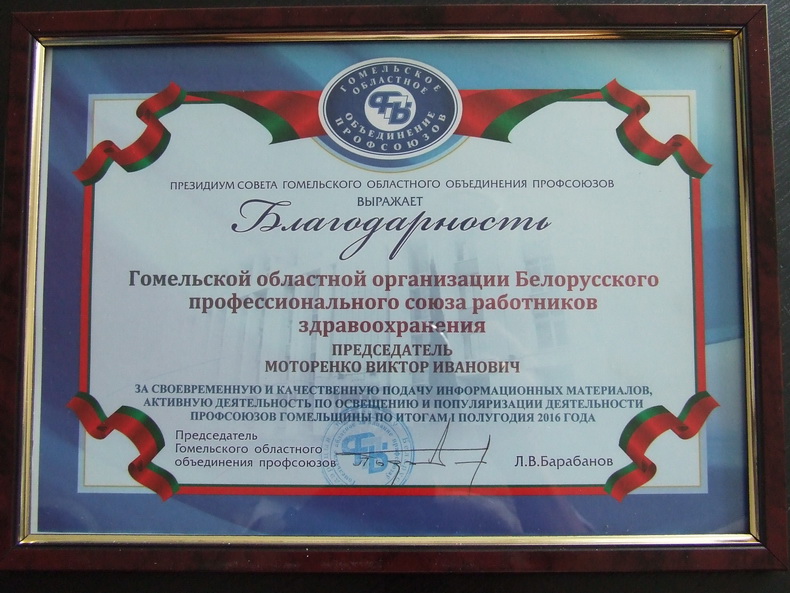 ГОМЕЛЬСКОЕ
ОБЛАСТНОЕ
ФПБ
ОБЪЕДИНЕНИЕ
ПРОФСОЮЗОВ
ПРЕЗИДИУМ СОВЕТА ГОМЕЛЬСКОГО ОБЛАСТНОГО ОБЪЕДИНЕНИЯ ПРОФСОЮЗОВ
ВЫРАЖАЕТ
Благодарность
Гомельской областной организации Белорусского
профессионального союза работников
здравоохранения
ПРЕДСЕДАТЕЛЬ
МОТОРЕНКО ВИКТОР ИВАНОВИЧ
ЗА СВОЕВРЕМЕННУЮ И КАЧЕСТВЕННУЮ ПОДАЧУ ИНФОРМАЦИОННЫХ МАТЕРИАЛОВ,
АКТИВНУЮ ДЕЯТЕЛЬНОСТЬ ПО ОСВЕЩЕНИЮ И ПОПУЛЯРИЗАЦИИ ДЕЯТЕЛЬНОСТИ
ПРОФСОЮЗОВ ГОМЕЛЬЩИНЫ ПО ИТОГАМ I ПОЛУГОДИЯ 2016 ГОДА
Председатель
Гомельского областного
объединения профсоюзов
Л.В.Барабанов